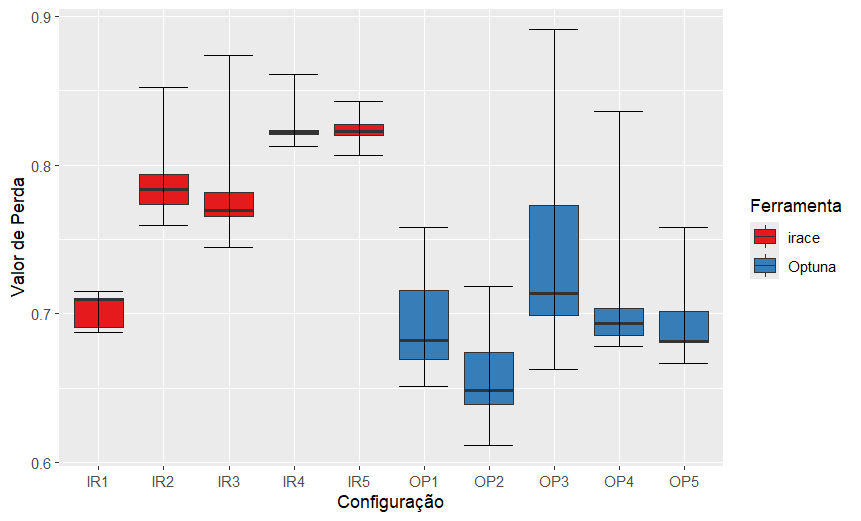 0.9
0.8
0.7
0.6
Valor de Perda
IR1 IR2 IR3 IR4 IR5 OP1 OP2 OP3 OP4 OP5
Configuração
Ferramenta
irace
Optuna